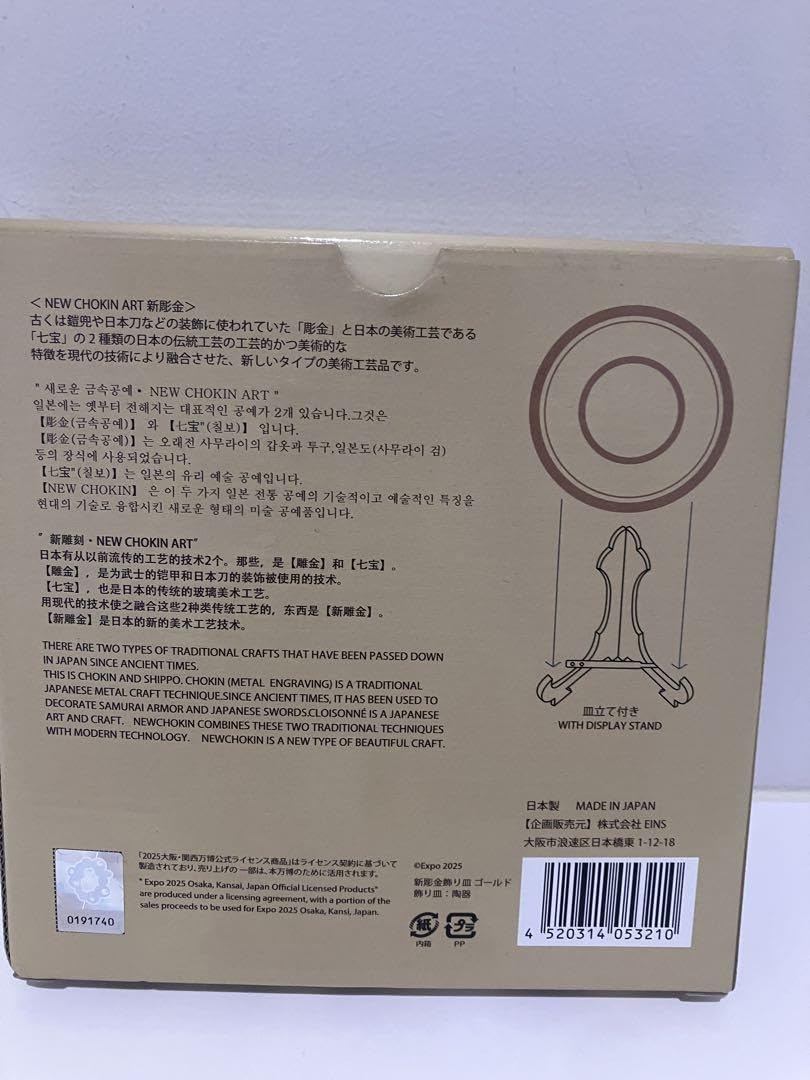 ＜ NEW CHOKIN ART 新彫金＞
古くは鎧兜や日本刀などの装飾に使われていた「彫金」と日本の美術工芸である
「七宝」の２種類の日本の伝統工芸の工芸的かつ美術的な
特徴を現代の技術により融合させた、新しいタイプの美術工芸品です。
" 새로운 금속공예・ NEW CHOKIN ART "
일본에는 옛부터 전해지는 대표적인 공예가 2개 있습니다.그것은
【彫金(금속공예)】 와 【七宝"(칠보)】 입니다.
【彫金(금속공예)】는 오래전 사무라이의 갑옷과 투구,일본도(사무라이 검)
등의 장식에 사용되었습니다.
【七宝"(칠보)】는 일본의 유리 예술 공예입니다.
【NEW CHOKIN】 은 이 두 가지 일본 전통 공예의 기술적이고 예술적인 특징을
현대의 기술로 융합시킨 새로운 형태의 미술 공예품입니다.
" 新雕刻・NEW CHOKIN ART"
日本有从以前流传的工艺的技术2个。那些，是【雕金】和【七宝】。
【雕金】，是为武士的铠甲和日本刀的装饰被使用的技术。
【七宝】，也是日本的传统的玻璃美术工艺。
用现代的技术使之融合这些2种类传统工艺的，东西是【新雕金】。
【新雕金】是日本的新的美术工艺技术。
THERE ARE TWO TYPES OF TRADITIONAL CRAFTS THAT HAVE BEEN PASSED DOWN
IN JAPAN SINCE ANCIENT TIMES.
THIS IS CHOKIN AND SHIPPO. CHOKIN (METAL ENGRAVING) IS A TRADITIONAL
JAPANESE METAL CRAFT TECHNIQUE.SINCE ANCIENT TIMES, IT HAS BEEN USED TO
DECORATE SAMURAI ARMOR AND JAPANESE SWORDS.CLOISONNÉ IS A JAPANESE
ART AND CRAFT. NEWCHOKIN COMBINES THESE TWO TRADITIONAL TECHNIQUES
WITH MODERN TECHNOLOGY. NEWCHOKIN IS A NEW TYPE OF BEAUTIFUL CRAFT.
皿立て付き
WITH DISPLAY STAND
日本製 MADE IN JAPAN
【企画販売元】株式会社 EINS
大阪市浪速区日本橋東 1-12-18
0191740
「2025大阪・関西万博公式ライセンス商品」はライセンス契約に基づいて
製造されており、売り上げの一部は、本万博のために活用されます。
" Expo 2025 Osaka, Kansai, Japan Official Licensed Products"
are produced under a licensing agreement, with a portion of the
sales proceeds to be used for Expo 2025 Osaka, Kansi, Japan.
©Expo 2025
新彫金飾り皿 ゴールド
飾り皿：陶器
紙 プラ
内箱 PP
4 520314 053210